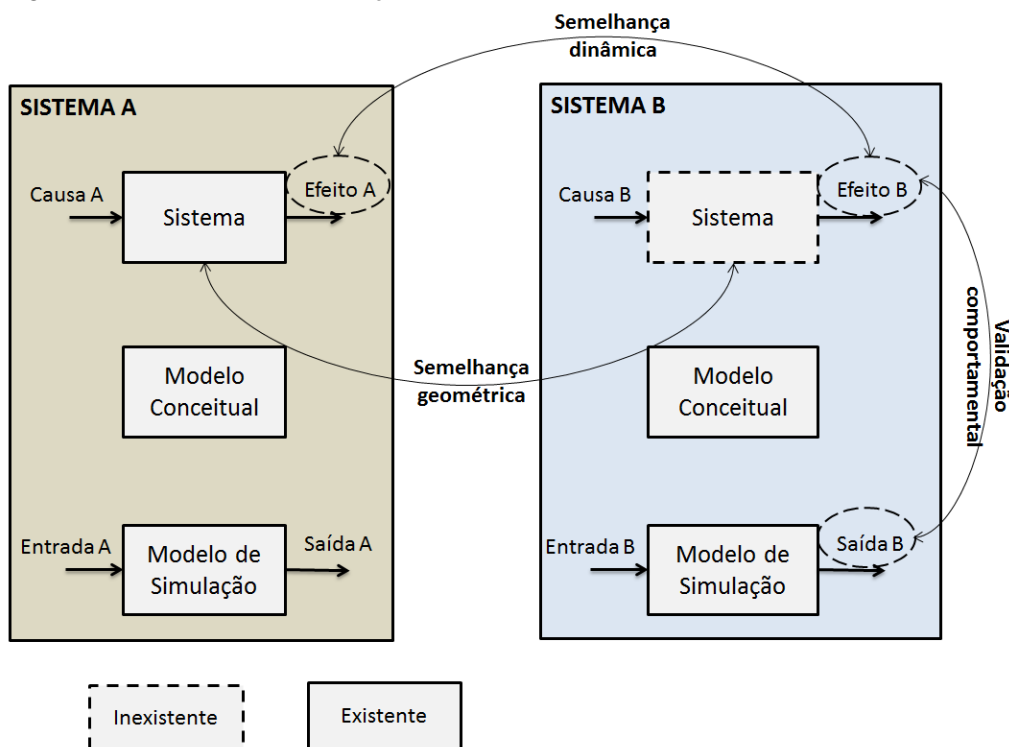 Semelhança
dinâmica
SISTEMA A
SISTEMA B
Causa A
Sistema
Efeito A
Causa B
Sistema
Efeito B
Semelhança
geométrica
Modelo
Conceitual
Modelo
Conceitual
Validação
comportamental
Entrada A
Modelo de
Simulação
Saída A
Entrada B
Modelo de
Simulação
Saída B
Inexistente
Existente